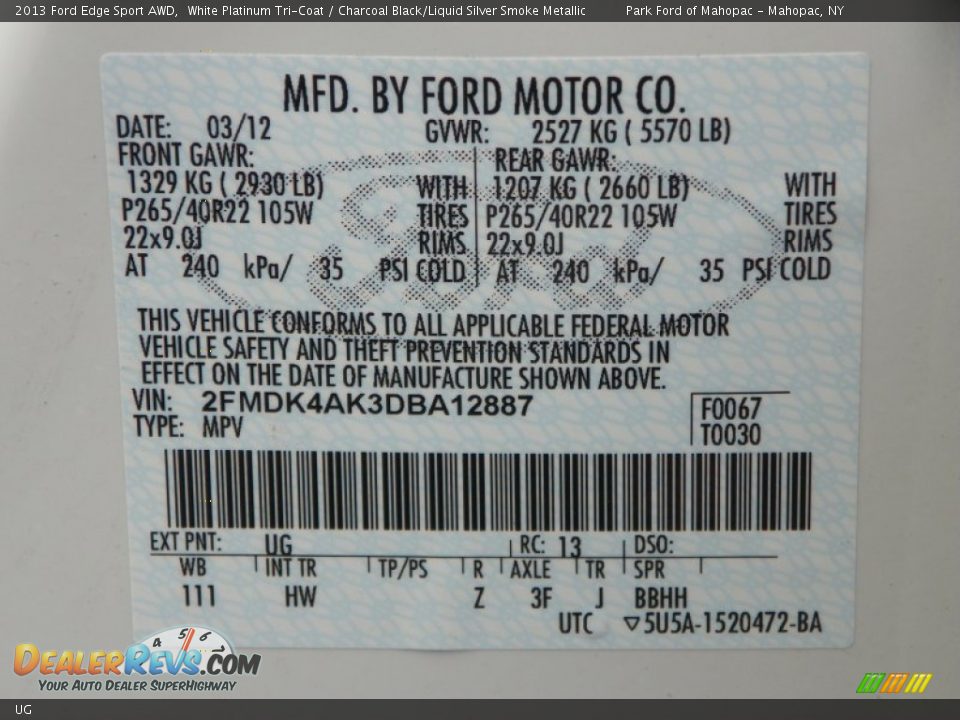 2013 Ford Edge Sport AWD, White Platinum Tri-Coat / Charcoal Black/Liquid Silver Smoke Metallic Park Ford of Mahopac - Mahopac, NY
MFD. BY FORD MOTOR CO.
DATE: 03/12 GVWR: 2527 KG ( 5570 LB)
FRONT GAWR: REAR GAWR:
1329 KG ( 2930 LB) WITH 1207 KG ( 2660 LB) WITH
P265/40R22 105W TIRES P265/40R22 105W TIRES
22x9.0J RIMS 22x9.0J RIMS
AT 240 kPa/ 35 PSI COLD AT 240 kPa/ 35 PSI COLD
Ford
THIS VEHICLE CONFORMS TO ALL APPLICABLE FEDERAL MOTOR
VEHICLE SAFETY AND THEFT PREVENTION STANDARDS IN
EFFECT ON THE DATE OF MANUFACTURE SHOWN ABOVE.
VIN: 2FMDK4AK3DBA12887 F0067
TYPE: MPV T0030
EXT PNT: UG RC: 13 DSO:
WB INT TR TP/PS R AXLE TR SPR
111 HW Z 3F J BBHH
UTC ▽5U5A-1520472-BA
4 5 6
DEALERREVS.COM
YOUR AUTO DEALER SUPERHIGHWAY
UG